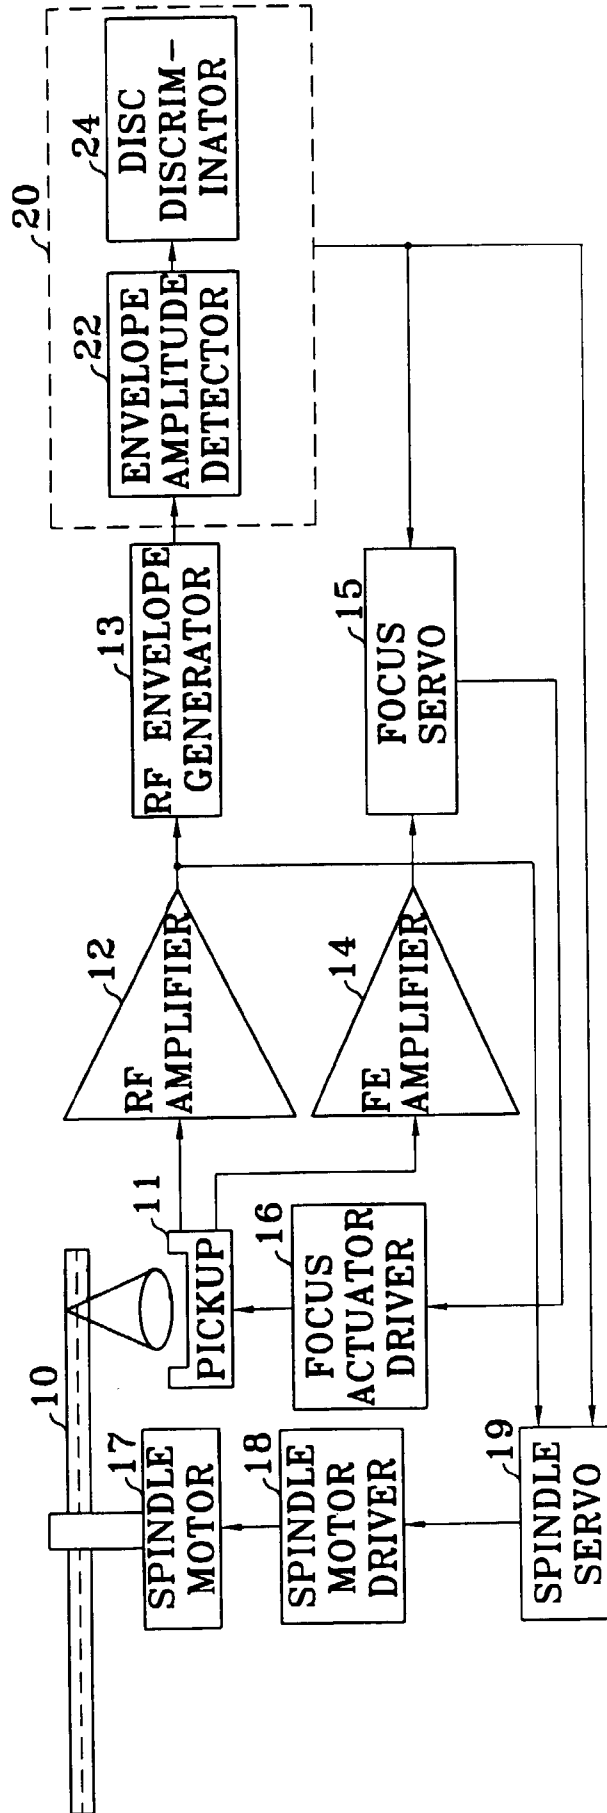 10
17
SPINDLE
MOTOR
18
SPINDLE
MOTOR
DRIVER
19
SPINDLE
SERVO
11
PICKUP
16
FOCUS
ACTUATOR
DRIVER
12
RF
AMPLIFIER
14
FE
AMPLIFIER
13
RF ENVELOPE
GENERATOR
15
FOCUS
SERVO
20
22
ENVELOPE
AMPLITUDE
DETECTOR
24
DISC
DISCRIM-
INATOR